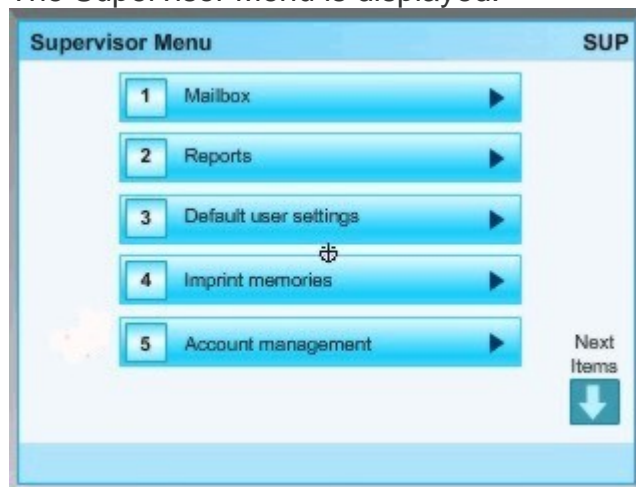 The Supervisor Menu is displayed.
Supervisor Menu SUP
1 Mailbox
2 Reports
3 Default user settings
4 Imprint memories
5 Account management
Next
Items